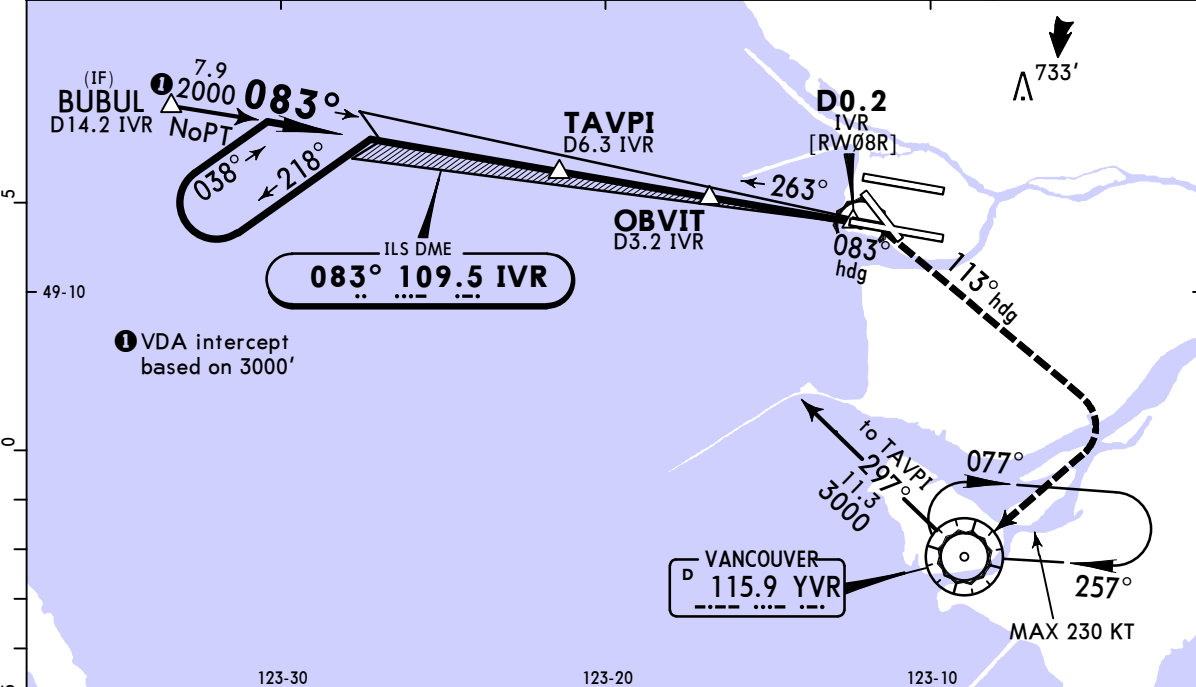 (IF)
BUBUL
D14.2 IVR
1
7.9
2000
NoPT
083°
038°
218°
TAVPI
D6.3 IVR
OBVIT
D3.2 IVR
263°
D0.2
IVR
[RWØ8R]
733'
083°
hdg
113° hdg
ILS DME
083° 109.5 IVR
5
49-10
1 VDA intercept
based on 3000'
0
to TAVPI
297°
11.3
3000
077°
257°
VANCOUVER
D 115.9 YVR
MAX 230 KT
123-30
123-20
123-10